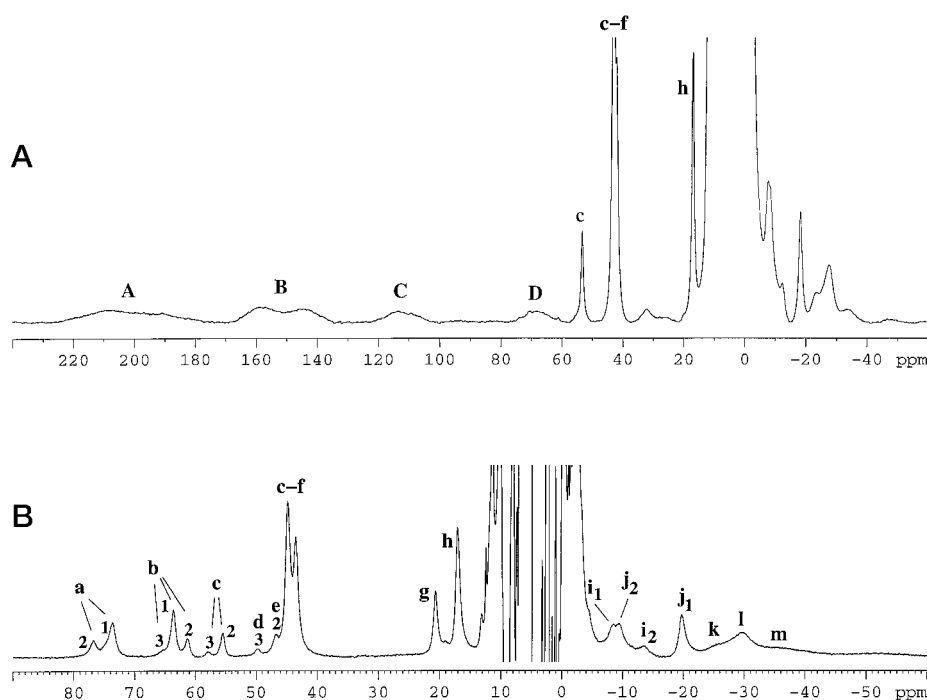 A
c–f
h
c
A B C D
220 200 180 160 140 120 100 80 60 40 20 0 −20 −40 ppm
B
c–f
a b c d e g h i1 j2 i2 j1 k l m
2 1 3 1 2 3 2 3 2
90 80 70 60 50 40 30 20 10 0 −10 −20 −30 −40 −50 ppm